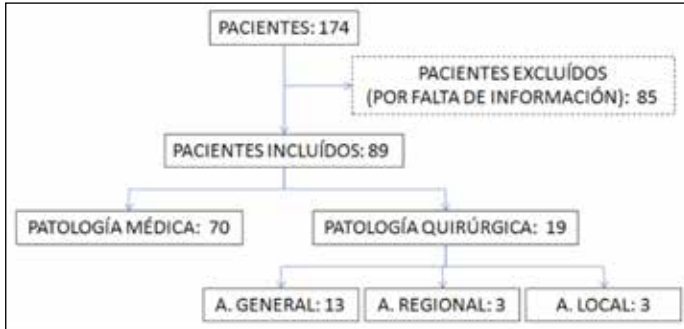 PACIENTES: 174
PACIENTES EXCLUÍDOS
(POR FALTA DE INFORMACIÓN): 85
PACIENTES INCLUÍDOS: 89
PATOLOGÍA MÉDICA: 70
PATOLOGÍA QUIRÚRGICA: 19
A. GENERAL: 13
A. REGIONAL: 3
A. LOCAL: 3